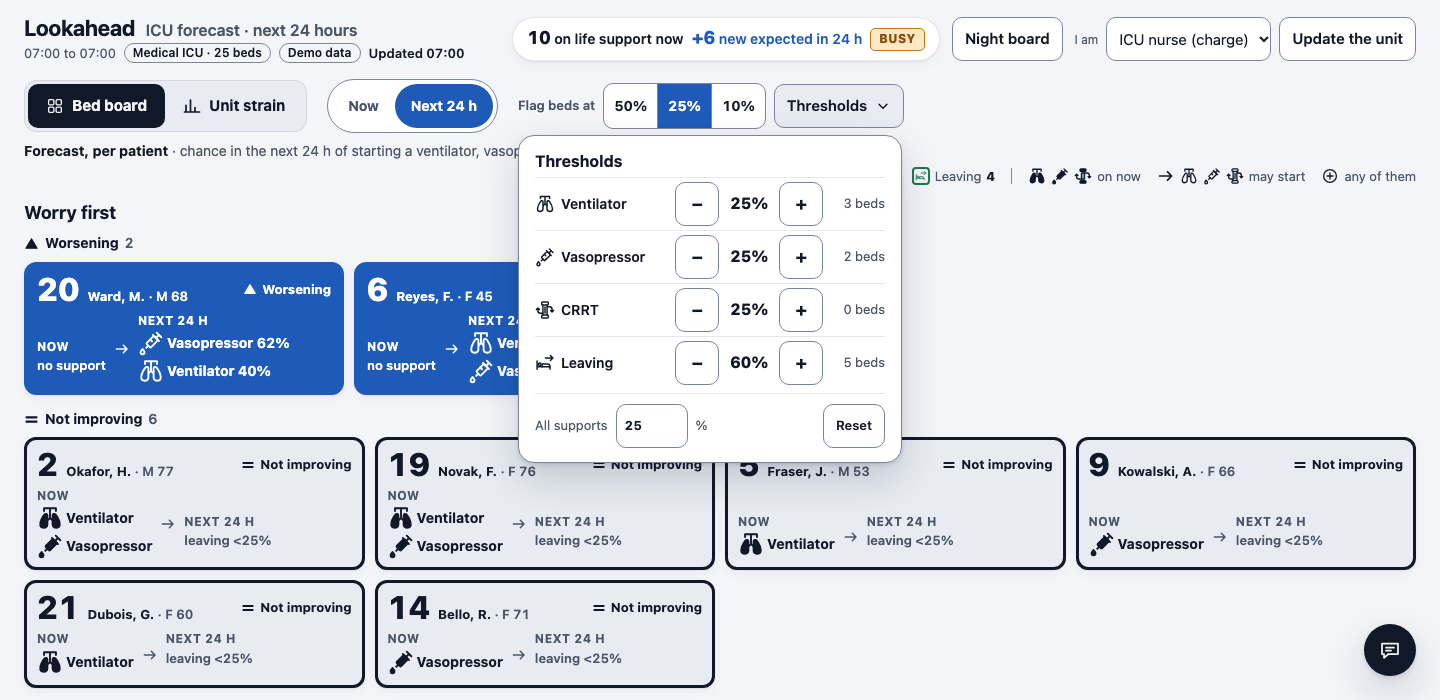 Lookahead ICU forecast · next 24 hours
07:00 to 07:00 Medical ICU · 25 beds Demo data Updated 07:00
10 on life support now +6 new expected in 24 h BUSY
Night board I am ICU nurse (charge) Update the unit
Bed board Unit strain Now Next 24 h Flag beds at 50% 25% 10% Thresholds
Forecast, per patient · chance in the next 24 h of starting a ventilator,
Leaving 4 on now may start any of them
Thresholds
Ventilator − 25% + 3 beds
Vasopressor − 25% + 2 beds
CRRT − 25% + 0 beds
Leaving − 60% + 5 beds
All supports 25 % Reset
Worry first
Worsening 2
20 Ward, M. · M 68 Worsening
NOW
no support
NEXT 24 H
Vasopressor 62%
Ventilator 40%
6 Reyes, F. · F 45
NOW
no support
Not improving 6
2 Okafor, H. · M 77 Not improving
NOW
Ventilator
Vasopressor
NEXT 24 H
leaving <25%
19 Novak, F. · F 76 Not improving
NOW
Ventilator
Vasopressor
NEXT 24 H
leaving <25%
5 Fraser, J. · M 53 Not improving
NOW
Ventilator
NEXT 24 H
leaving <25%
9 Kowalski, A. · F 66 Not improving
NOW
Vasopressor
NEXT 24 H
leaving <25%
21 Dubois, G. · F 60 Not improving
NOW
Ventilator
NEXT 24 H
leaving <25%
14 Bello, R. · F 71 Not improving
NOW
Vasopressor
NEXT 24 H
leaving <25%